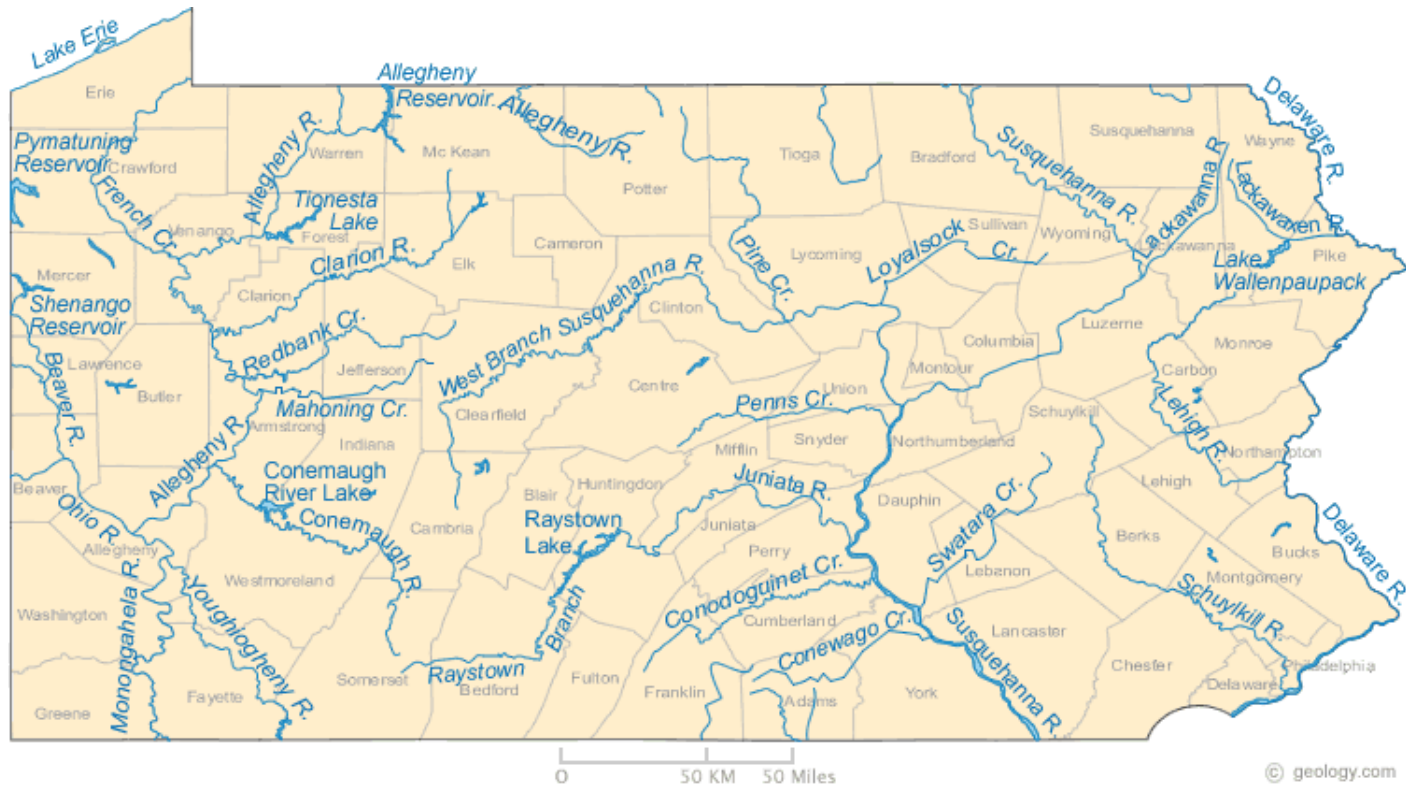 Lake Erie
Allegheny
Reservoir
Allegheny R.
Delaware R.
Erie
Pymatuning
Reservoir
Crawford
Warren
Mc Kean
Tioga
Bradford
Susquehanna
Wayne
Allegheny R.
Potter
Susquehanna R.
Lackawanna R.
Lackawaxen R.
French Cr.
Tionesta
Lake
Venango
Forest
Cameron
Sullivan
Wyoming
Lackawanna
Pike
Mercer
Clarion R.
Elk
Pine Cr.
Lycoming
Loyalsock
Cr.
Lake
Wallenpaupack
Shenango
Reservoir
Clarion
Clinton
West Branch Susquehanna R.
Luzerne
Monroe
Redbank Cr.
Columbia
Lawrence
Butler
Jefferson
Centre
Union
Montour
Carbon
Beaver R.
Mahoning Cr.
Clearfield
Penns Cr.
Schuylkill
Lehigh R.
Armstrong
Indiana
Mifflin
Snyder
Northumberland
Northampton
Allegheny R.
Conemaugh
River Lake
Huntingdon
Juniata R.
Lehigh
Beaver
Blair
Dauphin
Ohio R.
Conemaugh R.
Cambria
Raystown
Lake
Juniata
Swatara Cr.
Delaware R.
Allegheny
Perry
Berks
Bucks
Westmoreland
Conodoguinet Cr.
Lebanon
Montgomery
Washington
Monongahela R.
Youghiogheny R.
Branch
Cumberland
Schuylkill R.
Conewago Cr.
Susquehanna R.
Lancaster
Raystown
Chesfer
Philadelphia
Somerset
Bedford
Fulton
Franklin
Adams
York
Delaware
Greene
Fayette
0
50 KM
50 Miles
© geology.com